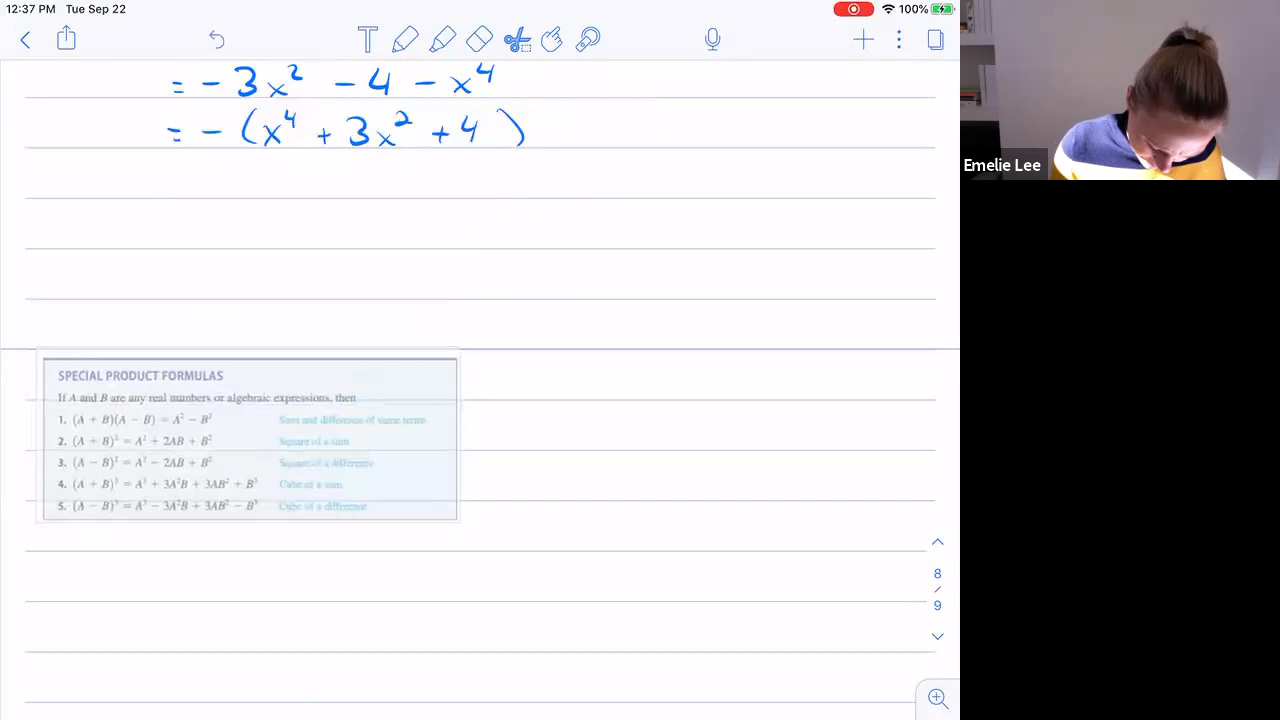 12:37 PM Tue Sep 22
100%
= - 3x² - 4 - x⁴
= - (x⁴ + 3x² + 4 )
Emelie Lee
SPECIAL PRODUCT FORMULAS
If A and B are any real numbers or algebraic expressions, then
1. (A + B)(A − B) = A² − B² Sum and difference of same terms
2. (A + B)² = A² + 2AB + B² Square of a sum
3. (A − B)² = A² − 2AB + B² Square of a difference
4. (A + B)³ = A³ + 3A²B + 3AB² + B³ Cube of a sum
5. (A − B)³ = A³ − 3A²B + 3AB² − B³ Cube of a difference
8
/
9